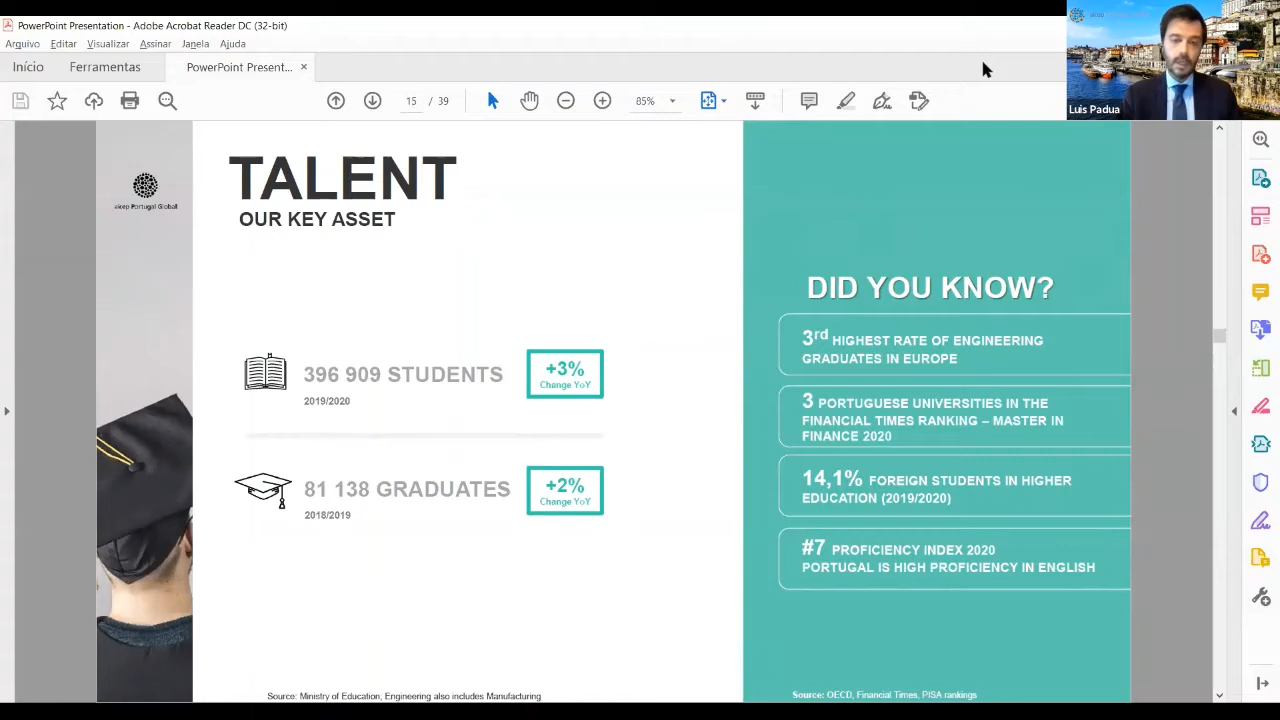 PowerPoint Presentation - Adobe Acrobat Reader DC (32-bit)
Arquivo Editar Visualizar Assinar Janela Ajuda
Início Ferramentas PowerPoint Present... ×
15 / 39 85%
Luis Padua
aicep Portugal Global
TALENT
OUR KEY ASSET
396 909 STUDENTS
2019/2020
+3%
Change YoY
81 138 GRADUATES
2018/2019
+2%
Change YoY
Source: Ministry of Education; Engineering also includes Manufacturing
DID YOU KNOW?
3rd HIGHEST RATE OF ENGINEERING
GRADUATES IN EUROPE
3 PORTUGUESE UNIVERSITIES IN THE
FINANCIAL TIMES RANKING – MASTER IN
FINANCE 2020
14,1% FOREIGN STUDENTS IN HIGHER
EDUCATION (2019/2020)
#7 PROFICIENCY INDEX 2020
PORTUGAL IS HIGH PROFICIENCY IN ENGLISH
Source: OECD, Financial Times, PISA rankings